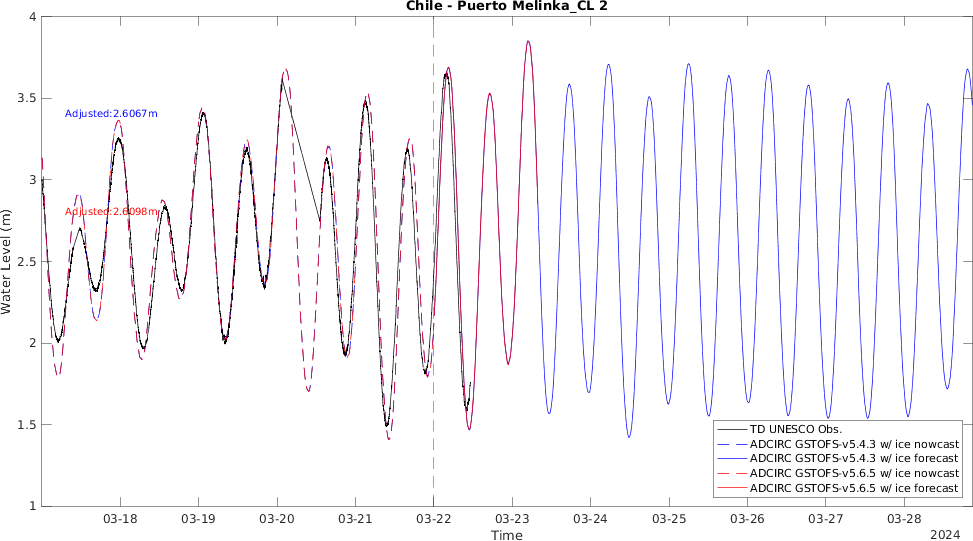 Chile - Puerto Melinka_CL 2
4
3.5
3
2.5
2
1.5
1
Water Level (m)
Adjusted:2.6067m
Adjusted:2.6098m
TD UNESCO Obs.
ADCIRC GSTOFS-v5.4.3 w/ ice nowcast
ADCIRC GSTOFS-v5.4.3 w/ ice forecast
ADCIRC GSTOFS-v5.6.5 w/ ice nowcast
ADCIRC GSTOFS-v5.6.5 w/ ice forecast
03-18 03-19 03-20 03-21 03-22 03-23 03-24 03-25 03-26 03-27 03-28
Time
2024